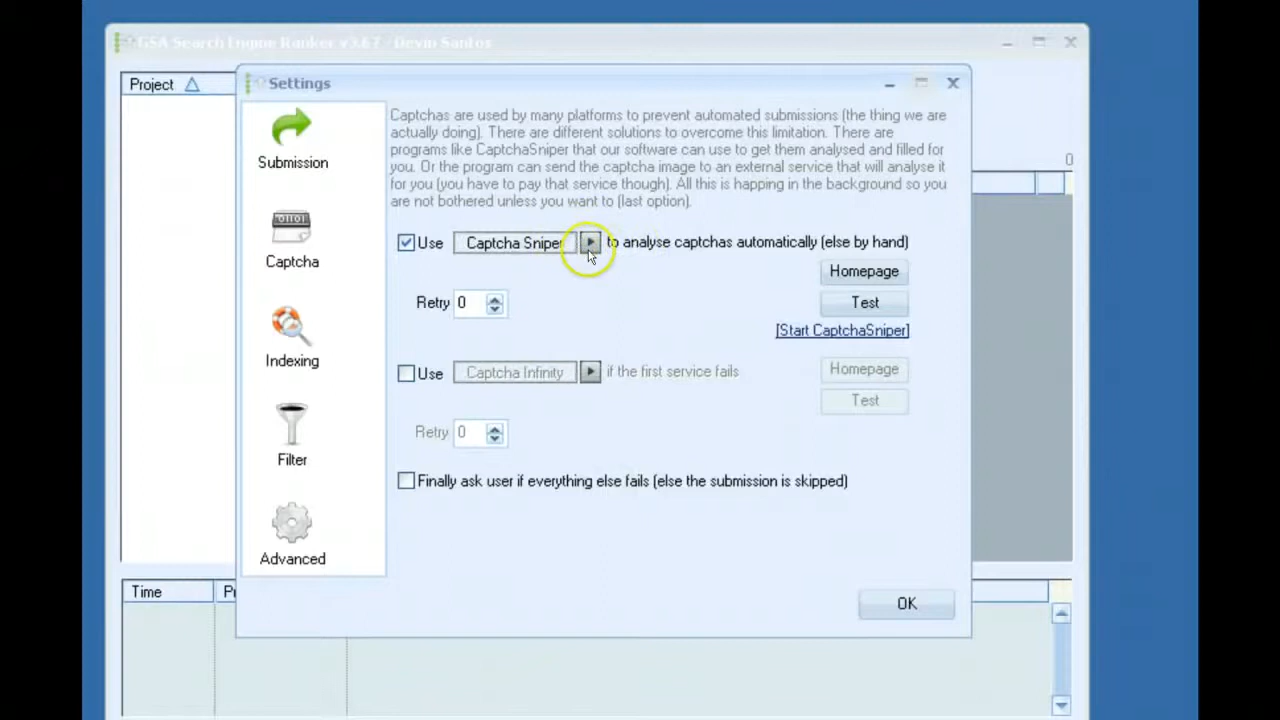 GSA Search Engine Ranker v3.67 - Devin Santos
Project
Settings
Submission
Captcha
Indexing
Filter
Advanced
Captchas are used by many platforms to prevent automated submissions (the thing we are
actually doing). There are different solutions to overcome this limitation. There are
programs like CaptchaSniper that our software can use to get them analysed and filled for
you. Or the program can send the captcha image to an external service that will analyse it
for you (you have to pay that service though). All this is happing in the background so you
are not bothered unless you want to (last option).
0
Use Captcha Sniper to analyse captchas automatically (else by hand)
Homepage
Retry 0
Test
[Start CaptchaSniper]
Use Captcha Infinity if the first service fails
Homepage
Test
Retry 0
Finally ask user if everything else fails (else the submission is skipped)
OK
Time